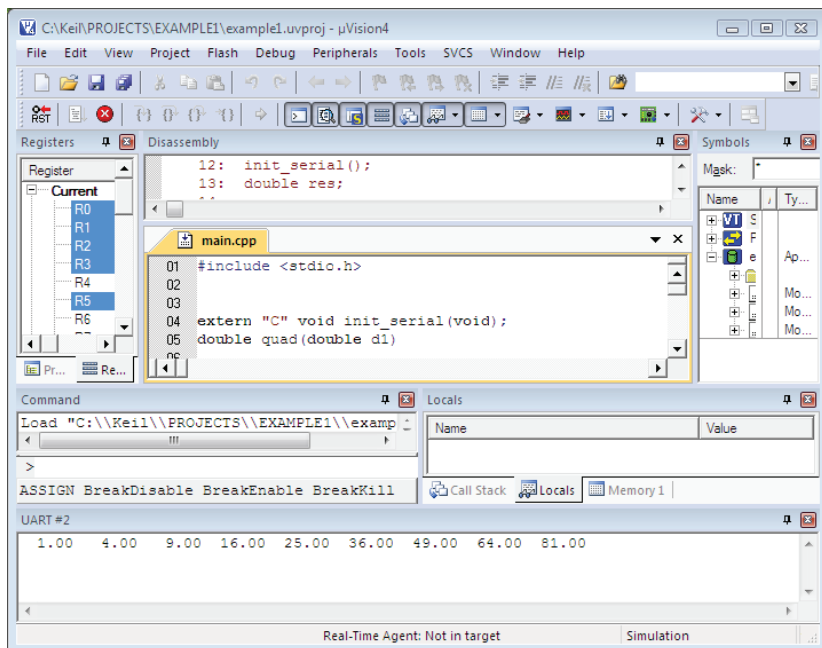 C:\Keil\PROJECTS\EXAMPLE1\example1.uvproj - µVision4
File Edit View Project Flash Debug Peripherals Tools SVCS Window Help
RST
Registers
Register
Current
R0
R1
R2
R3
R4
R5
R6
Pr... Re...
Disassembly
12: init_serial();
13: double res;
main.cpp
01 #include <stdio.h>
02
03
04 extern "C" void init_serial(void);
05 double quad(double d1)
06
Symbols
Mask: *
Name Ty...
S
F
e Ap...
Mo...
Mo...
Mo...
Command
Load "C:\\Keil\\PROJECTS\\EXAMPLE1\\examp
>
ASSIGN BreakDisable BreakEnable BreakKill
Locals
Name Value
Call Stack Locals Memory 1
UART #2
1.00 4.00 9.00 16.00 25.00 36.00 49.00 64.00 81.00
Real-Time Agent: Not in target Simulation